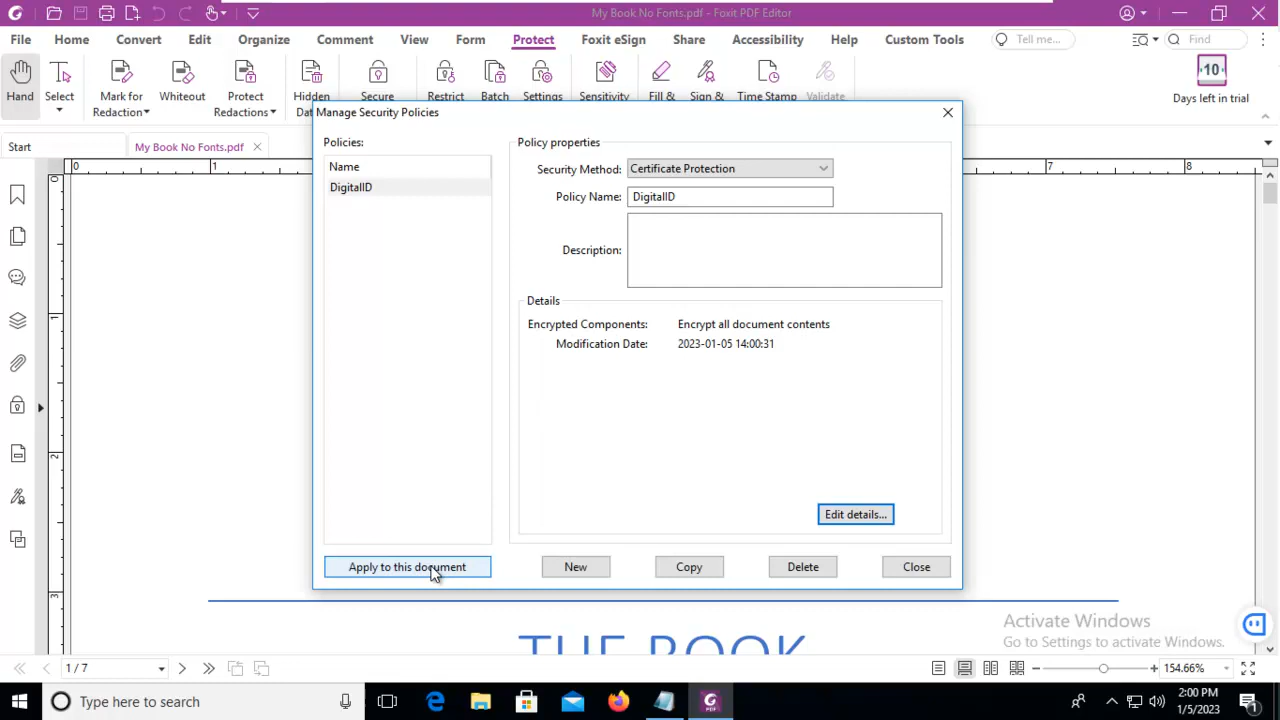 My Book No Fonts.pdf - Foxit PDF Editor
File Home Convert Edit Organize Comment View Form Protect Foxit eSign Share Accessibility Help Custom Tools Tell me... Find
Hand Select Mark for Redaction Whiteout Protect Redactions Hidden Secure Restrict Batch Settings Sensitivity Fill & Sign & Time Stamp Validate
10
Days left in trial
Start My Book No Fonts.pdf
0 1 7 8
Manage Security Policies
Policies:
Name
DigitalID
Policy properties
Security Method: Certificate Protection
Policy Name: DigitalID
Description:
Details
Encrypted Components: Encrypt all document contents
Modification Date: 2023-01-05 14:00:31
Edit details...
Apply to this document New Copy Delete Close
THE BOOK
Activate Windows
Go to Settings to activate Windows.
1 / 7 154.66%
Type here to search
2:00 PM
1/5/2023